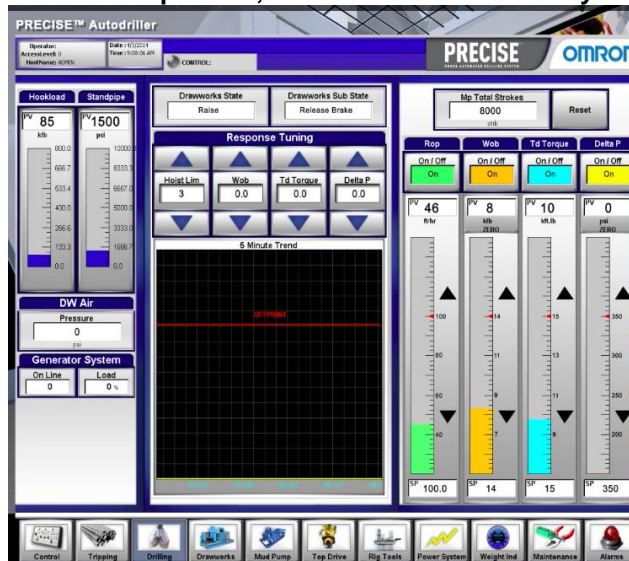 PRECISE™ Autodriller
Operator:
AccessLevel: 0
HostName: ADMIN
Date: 4/3/2014
Time: 9:08:06 AM
CONTROL:
PRECISE
OMRON
Hookload
Standpipe
PV 85
klb
PV 1500
psi
800.0
666.7
533.4
400.0
266.6
133.3
0.0
10000
8333.3
6667.0
5000.0
3333.0
1666.7
0.0
DW Air
Pressure
0
psi
Generator System
On Line
0
Load
0 %
Drawworks State
Raise
Drawworks Sub State
Release Brake
Response Tuning
Hoist Lim
3
Wob
0.0
Td Torque
0.0
Delta P
0.0
5 Minute Trend
SETPOINT
Mp Total Strokes
8000
strk
Reset
Rop
Wob
Td Torque
Delta P
On / Off
On
On / Off
On
On / Off
On
On / Off
On
PV 46
ft/hr
PV 8
klb
ZERO
PV 10
kft.lb
PV 0
psi
ZERO
100
80
60
40
14
11
9
7
15
13
11
9
350
300
250
200
SP 100.0
SP 14
SP 15
SP 350
Control
Tripping
Drilling
Drawworks
Mud Pump
Top Drive
Rig Tools
Power System
Weight Ind
Maintenance
Alarms